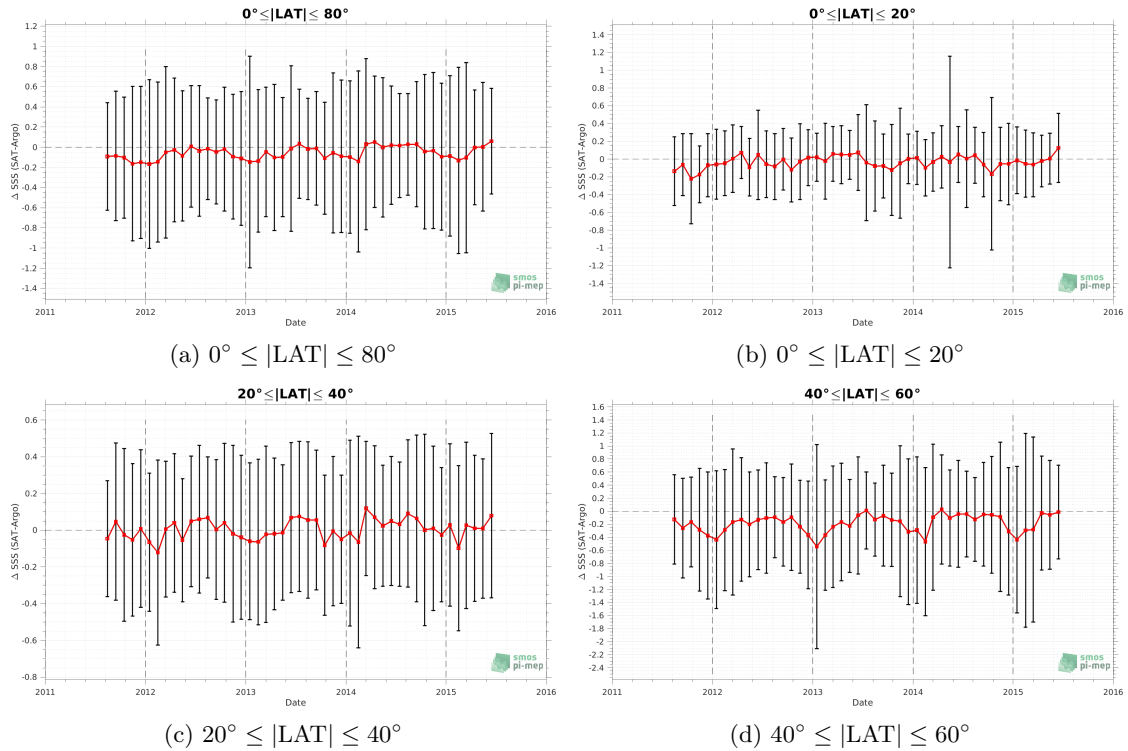 0°≤|LAT|≤ 80°
1.2
1
0.8
0.6
0.4
0.2
0
-0.2
-0.4
-0.6
-0.8
-1
-1.2
-1.4
Δ SSS (SAT-Argo)
2011 2012 2013 2014 2015 2016
Date
smos
pi-mep
(a) 0° ≤ |LAT| ≤ 80°
0°≤|LAT|≤ 20°
1.4
1.2
1
0.8
0.6
0.4
0.2
0
-0.2
-0.4
-0.6
-0.8
-1
-1.2
-1.4
Δ SSS (SAT-Argo)
2011 2012 2013 2014 2015 2016
Date
smos
pi-mep
(b) 0° ≤ |LAT| ≤ 20°
20°≤|LAT|≤ 40°
0.6
0.4
0.2
0
-0.2
-0.4
-0.6
-0.8
Δ SSS (SAT-Argo)
2011 2012 2013 2014 2015 2016
Date
smos
pi-mep
(c) 20° ≤ |LAT| ≤ 40°
40°≤|LAT|≤ 60°
1.6
1.4
1.2
1
0.8
0.6
0.4
0.2
0
-0.2
-0.4
-0.6
-0.8
-1
-1.2
-1.4
-1.6
-1.8
-2
-2.2
-2.4
Δ SSS (SAT-Argo)
2011 2012 2013 2014 2015 2016
Date
smos
pi-mep
(d) 40° ≤ |LAT| ≤ 60°